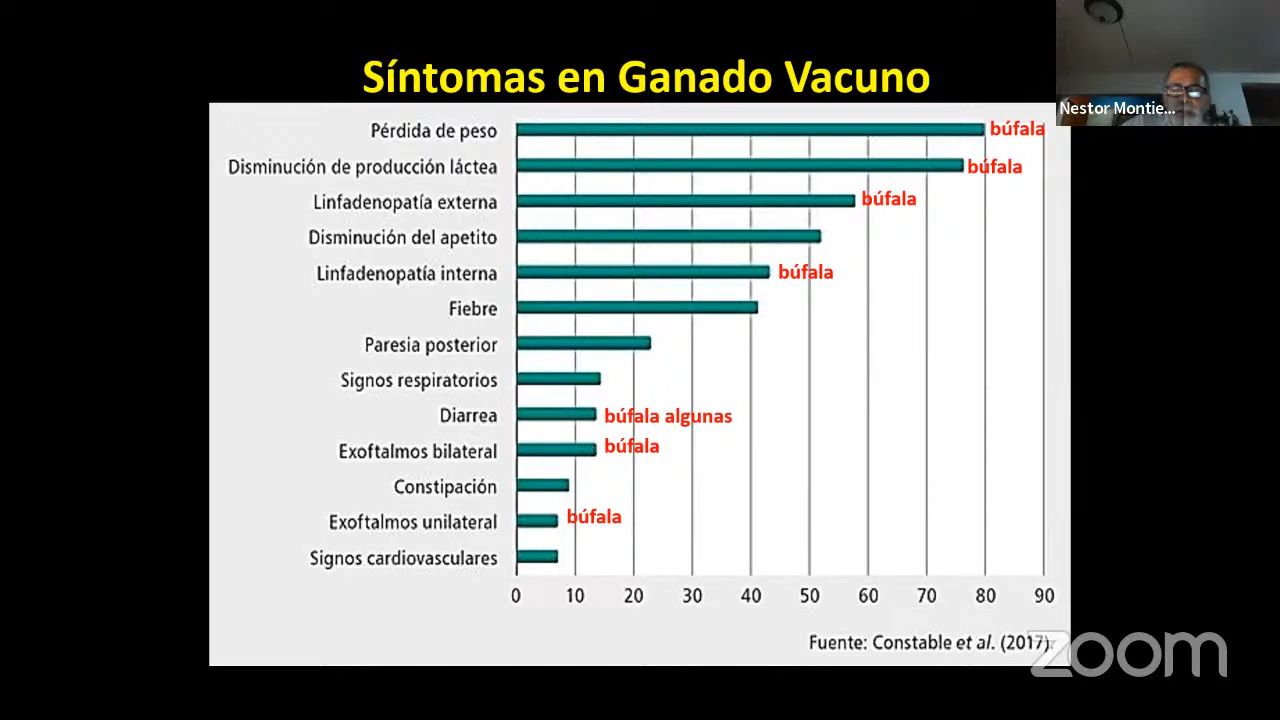 Síntomas en Ganado Vacuno
Nestor Montie...
Pérdida de peso búfala
Disminución de producción láctea búfala
Linfadenopatía externa búfala
Disminución del apetito
Linfadenopatía interna búfala
Fiebre
Paresia posterior
Signos respiratorios
Diarrea búfala algunas
Exoftalmos bilateral búfala
Constipación
Exoftalmos unilateral búfala
Signos cardiovasculares
0 10 20 30 40 50 60 70 80 90
Fuente: Constable et al. (2017).
zoom